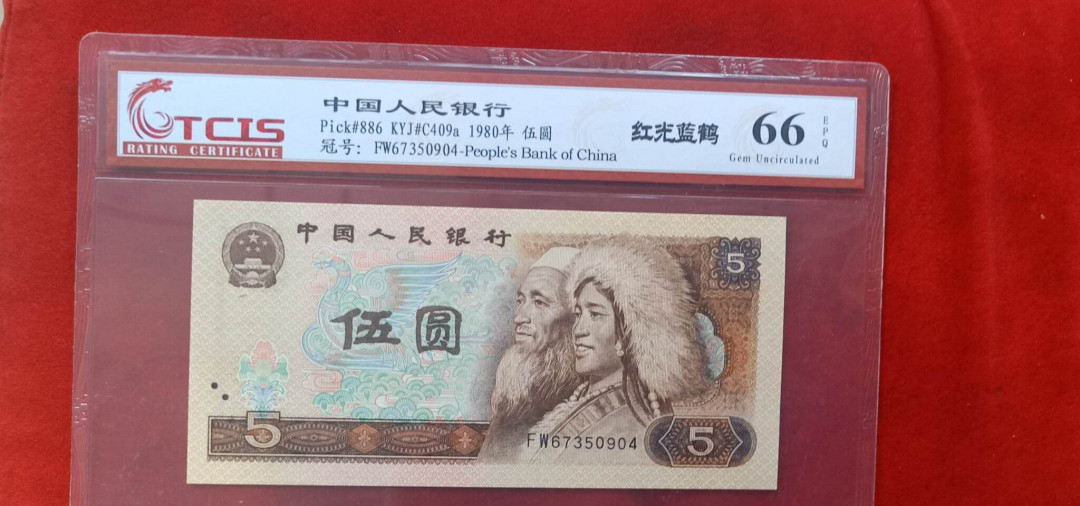 TCIS
RATING CERTIFICATE
中国人民银行
Pick#886 KYJ#C409a 1980年 伍圆
冠号: FW67350904-People's Bank of China
红光蓝鹤
66
EPQ
Gem Uncirculated
中国人民银行
5
伍圆
5
FW67350904
5